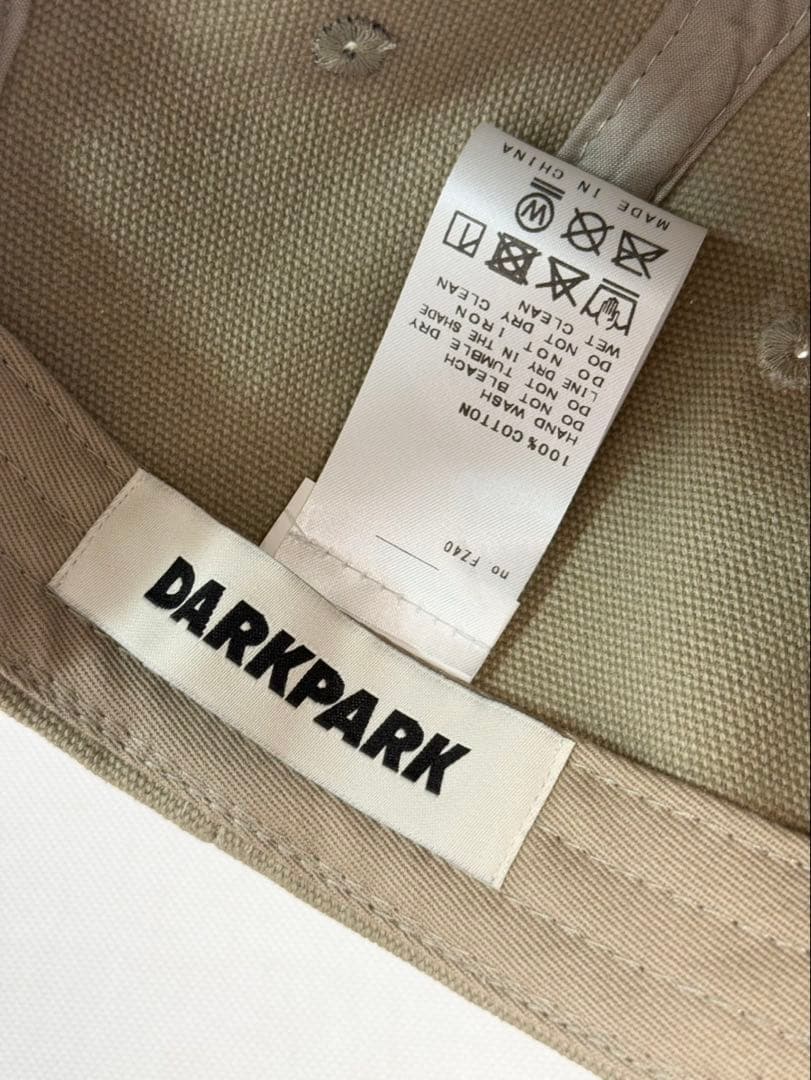 100% COTTON
HAND WASH
DO NOT BLEACH
DO NOT TUMBLE DRY
LINE DRY IN THE SHADE
DO NOT IRON
DO NOT DRY CLEAN
WET CLEAN
W
MADE IN CHINA
no FZ40
DARKPARK